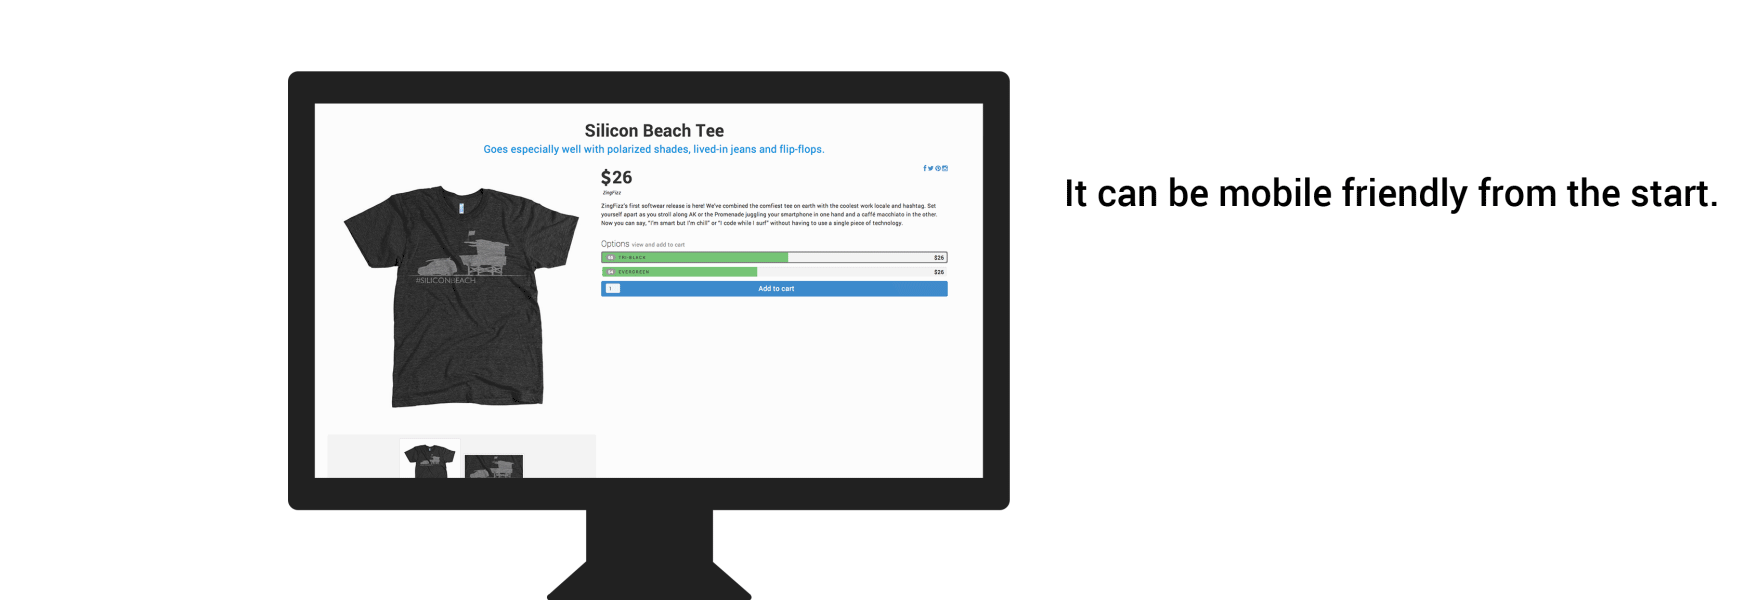 Silicon Beach Tee
Goes especially well with polarized shades, lived-in jeans and flip-flops.
$26
ZingFizz
ZingFizz's first softwear release is here! We've combined the comfiest tee on earth with the coolest work locale and hashtag. Set
yourself apart as you stroll along AK or the Promenade juggling your smartphone in one hand and a caffé macchiato in the other.
Now you can say, "I'm smart but I'm chill" or "I code while I surf" without having to use a single piece of technology.
Options view and add to cart
TRI-BLACK $26
EVERGREEN $26
1 Add to cart
#SILICONBEACH
It can be mobile friendly from the start.